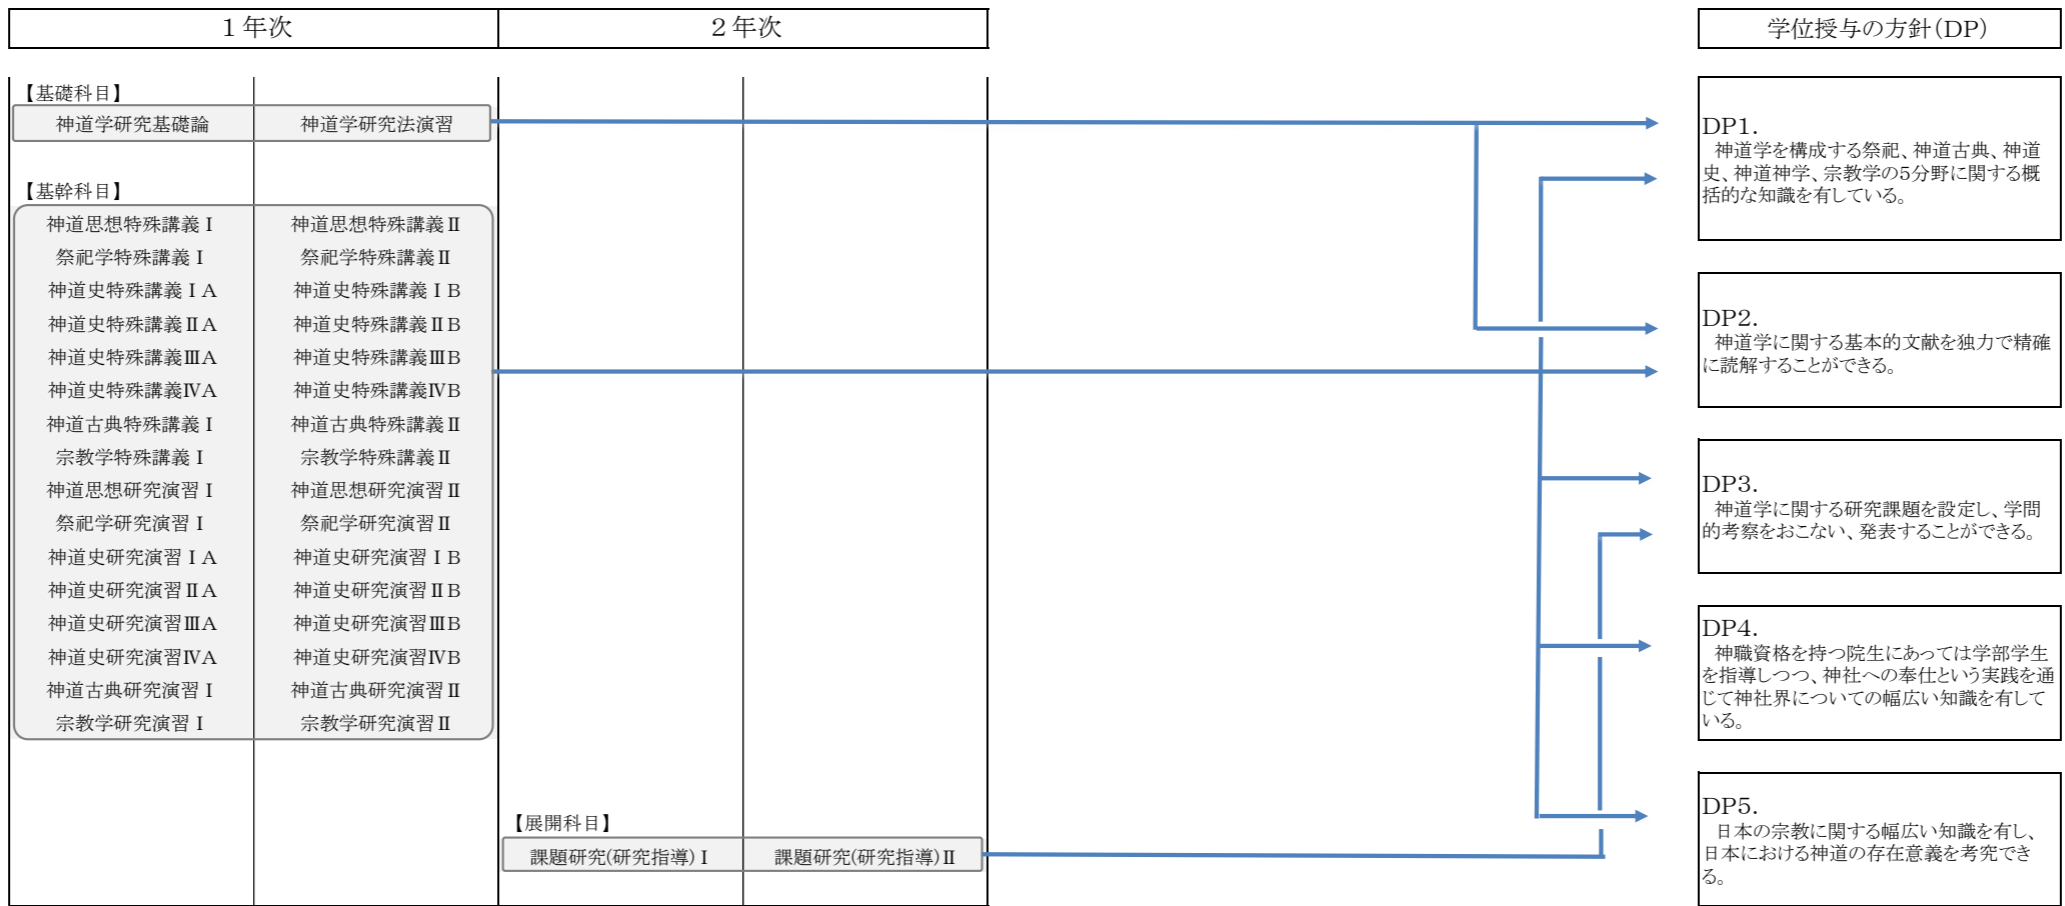 １年次
２年次
学位授与の方針(DP)
【基礎科目】
神道学研究基礎論
神道学研究法演習
【基幹科目】
神道思想特殊講義Ⅰ
神道思想特殊講義Ⅱ
祭祀学特殊講義Ⅰ
祭祀学特殊講義Ⅱ
神道史特殊講義ⅠA
神道史特殊講義ⅠB
神道史特殊講義ⅡA
神道史特殊講義ⅡB
神道史特殊講義ⅢA
神道史特殊講義ⅢB
神道史特殊講義ⅣA
神道史特殊講義ⅣB
神道古典特殊講義Ⅰ
神道古典特殊講義Ⅱ
宗教学特殊講義Ⅰ
宗教学特殊講義Ⅱ
神道思想研究演習Ⅰ
神道思想研究演習Ⅱ
祭祀学研究演習Ⅰ
祭祀学研究演習Ⅱ
神道史研究演習ⅠA
神道史研究演習ⅠB
神道史研究演習ⅡA
神道史研究演習ⅡB
神道史研究演習ⅢA
神道史研究演習ⅢB
神道史研究演習ⅣA
神道史研究演習ⅣB
神道古典研究演習Ⅰ
神道古典研究演習Ⅱ
宗教学研究演習Ⅰ
宗教学研究演習Ⅱ
【展開科目】
課題研究(研究指導)Ⅰ
課題研究(研究指導)Ⅱ
DP1.
神道学を構成する祭祀、神道古典、神道
史、神道神学、宗教学の5分野に関する概
括的な知識を有している。
DP2.
神道学に関する基本的文献を独力で精確
に読解することができる。
DP3.
神道学に関する研究課題を設定し、学問
的考察をおこない、発表することができる。
DP4.
神職資格を持つ院生にあっては学部学生
を指導しつつ、神社への奉仕という実践を通
じて神社界についての幅広い知識を有して
いる。
DP5.
日本の宗教に関する幅広い知識を有し、
日本における神道の存在意義を考究でき
る。